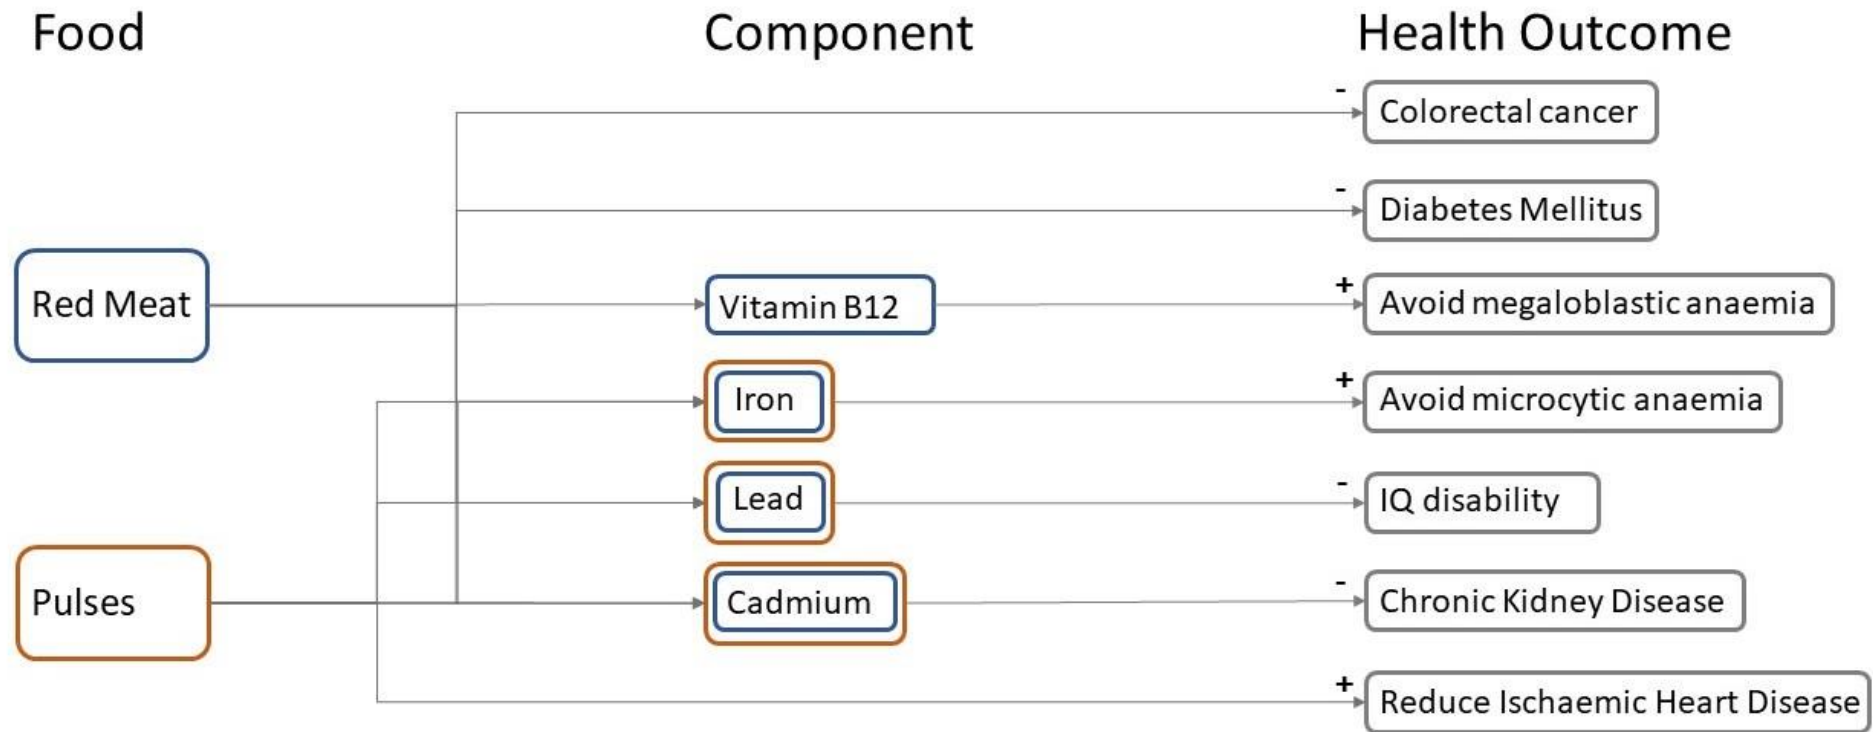 Food
Component
Health Outcome
-
Colorectal cancer
-
Diabetes Mellitus
Red Meat
Vitamin B12
+
Avoid megaloblastic anaemia
Iron
+
Avoid microcytic anaemia
Lead
-
IQ disability
Pulses
Cadmium
-
Chronic Kidney Disease
+
Reduce Ischaemic Heart Disease